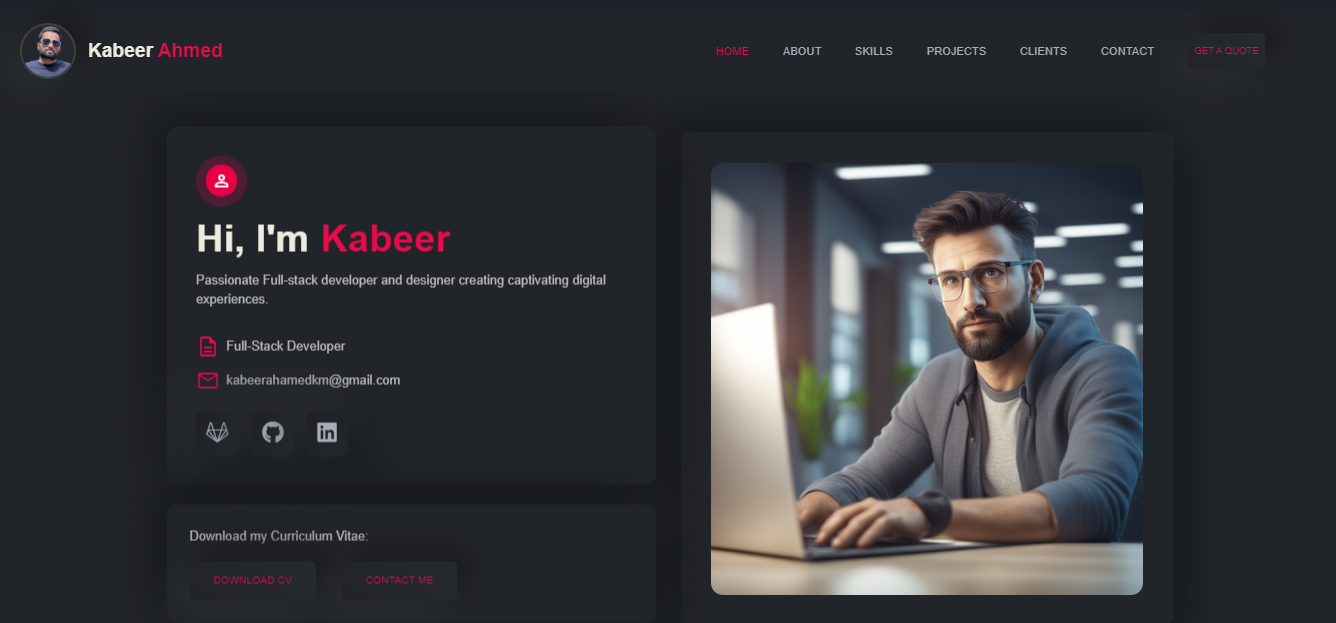 Kabeer Ahmed
HOME ABOUT SKILLS PROJECTS CLIENTS CONTACT GET A QUOTE
Hi, I'm Kabeer
Passionate Full-stack developer and designer creating captivating digital
experiences.
Full-Stack Developer
kabeerahamedkm@gmail.com
in
Download my Curriculum Vitae:
DOWNLOAD CV CONTACT ME